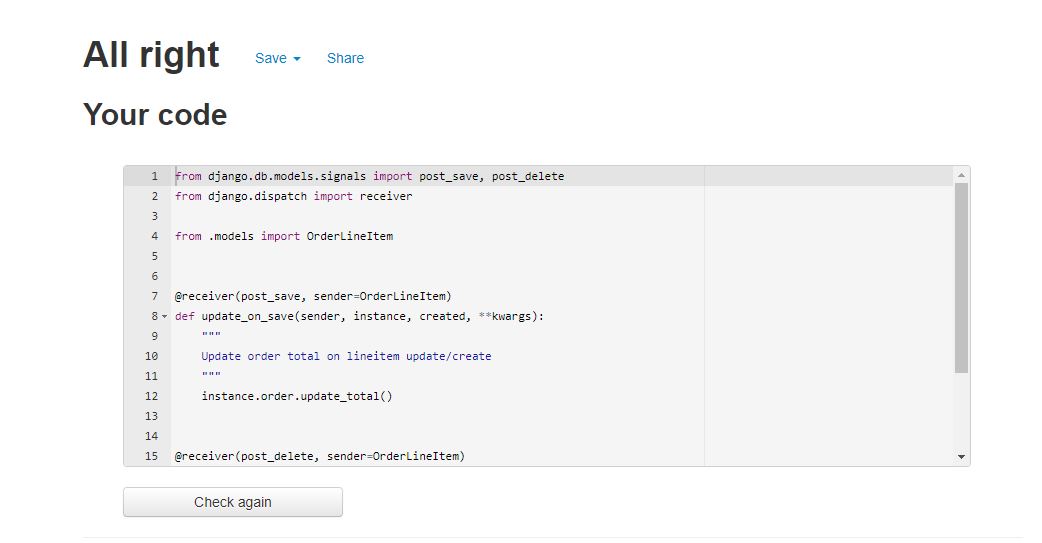 All right Save Share
Your code
1 from django.db.models.signals import post_save, post_delete
2 from django.dispatch import receiver
3
4 from .models import OrderLineItem
5
6
7 @receiver(post_save, sender=OrderLineItem)
8 def update_on_save(sender, instance, created, **kwargs):
9 """
10 Update order total on lineitem update/create
11 """
12 instance.order.update_total()
13
14
15 @receiver(post_delete, sender=OrderLineItem)
Check again